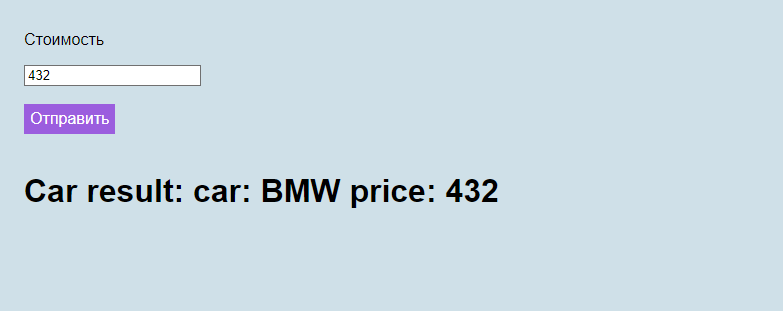 Стоимость
432
Отправить
Car result: car: BMW price: 432